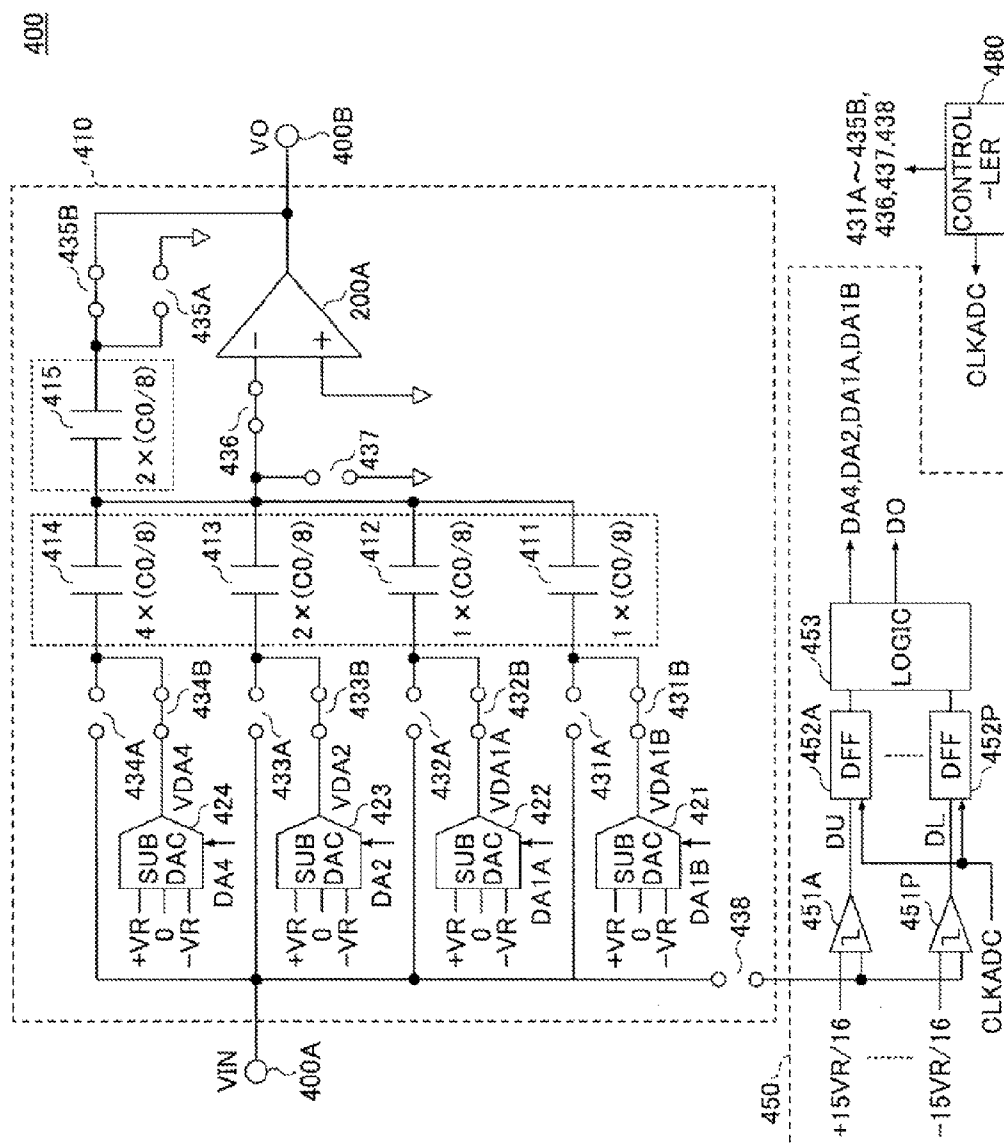 400
410
VO
400B
435B
435A
200A
−
+
415
2×(C0/8)
436
437
414
4×(C0/8)
413
2×(C0/8)
412
1×(C0/8)
411
1×(C0/8)
434A
434B
VDA4
+VR
0
−VR
SUB
DAC
424
DA4
433A
433B
VDA2
+VR
0
−VR
SUB
DAC
423
DA2
432A
432B
VDA1A
+VR
0
−VR
SUB
DAC
422
DA1A
431A
431B
VDA1B
+VR
0
−VR
SUB
DAC
421
DA1B
438
VIN
400A
450
+15VR/16
−15VR/16
451A
451P
DU
DL
CLKADC
452A
DFF
DFF
452P
453
LOGIC
DA4,DA2,DA1A,DA1B
DO
431A~435B,
436,437,438
CONTROL
-LER
480
CLKADC